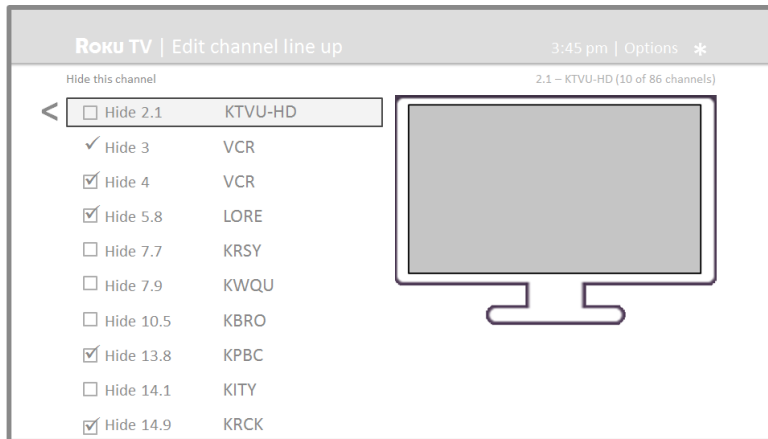 ROKU TV | Edit channel line up
3:45 pm | Options *
Hide this channel
2.1 – KTVU-HD (10 of 86 channels)
<
Hide 2.1 KTVU-HD
Hide 3 VCR
Hide 4 VCR
Hide 5.8 LORE
Hide 7.7 KRSY
Hide 7.9 KWQU
Hide 10.5 KBRO
Hide 13.8 KPBC
Hide 14.1 KITY
Hide 14.9 KRCK